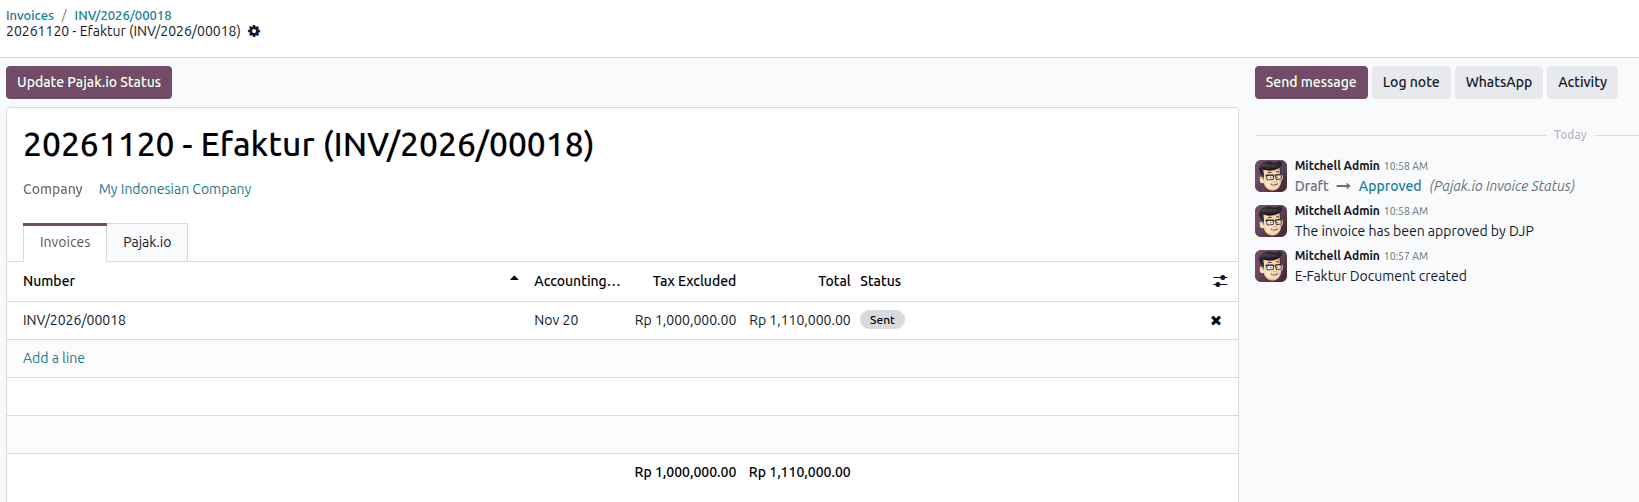 Invoices / INV/2026/00018
20261120 - Efaktur (INV/2026/00018)
Update Pajak.io Status
Send message Log note WhatsApp Activity
20261120 - Efaktur (INV/2026/00018)
Company My Indonesian Company
Invoices Pajak.io
Number Accounting... Tax Excluded Total Status
INV/2026/00018 Nov 20 Rp 1,000,000.00 Rp 1,110,000.00 Sent
Add a line
Rp 1,000,000.00 Rp 1,110,000.00
Today
Mitchell Admin 10:58 AM
Draft → Approved (Pajak.io Invoice Status)
Mitchell Admin 10:58 AM
The invoice has been approved by DJP
Mitchell Admin 10:57 AM
E-Faktur Document created